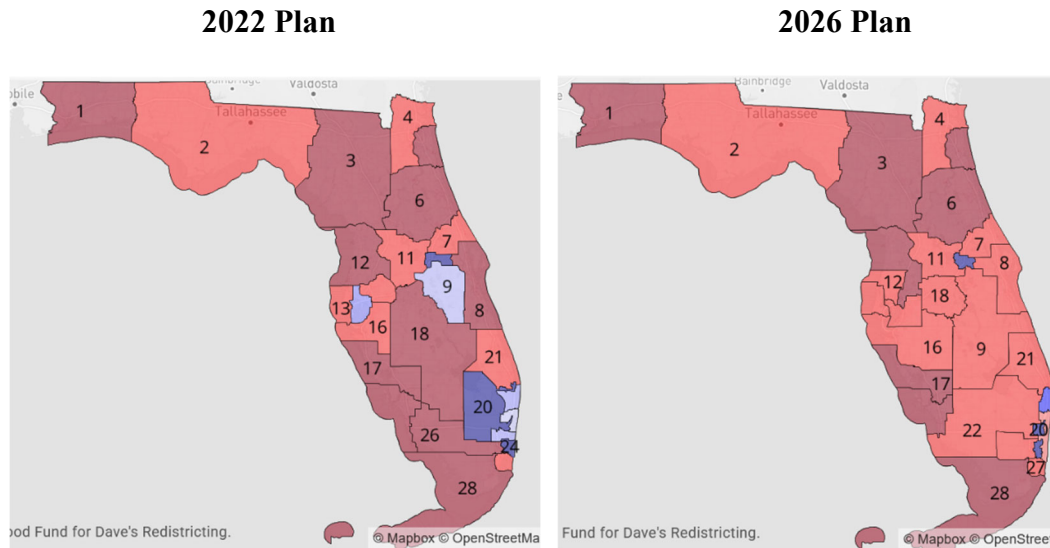 2022 Plan
2026 Plan
obile
Valdosta
Tallahassee
1
2
3
4
6
7
8
9
11
12
13
16
17
18
20
21
24
26
28
ood Fund for Dave's Redistricting.
© Mapbox © OpenStreetMa
e
Bainbridge
Valdosta
Tallahassee
1
2
3
4
6
7
8
9
11
12
16
17
18
20
21
22
27
28
Fund for Dave's Redistricting.
© Mapbox © OpenStreet